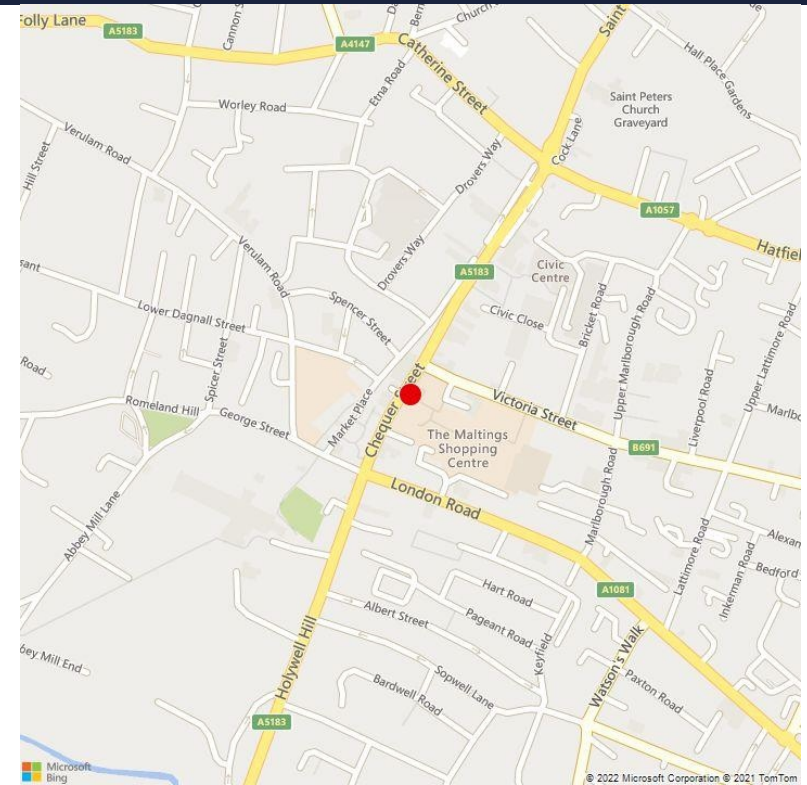 Folly Lane
A5183
Cannon S
A4147
Etna Road
Church
Catherine Street
Saint
Hall Place Gardens
Saint Peters
Church
Graveyard
Worley Road
Verulam Road
Hill Street
Cock Lane
Drovers Way
A1057
Hatfiel
Verulam Road
Drovers Way
A5183
Civic
Centre
sant
Lower Dagnall Street
Spencer Street
Civic Close
Bricket Road
Upper Marlborough Road
Upper Lattimore Road
Road
Spicer Street
Romeland Hill
George Street
Market Place
Chequer Street
Victoria Street
Liverpool Road
Marlbo
The Maltings
Shopping
Centre
B691
London Road
Marlborough Road
Abbey Mill Lane
Lattimore Road
Alexan
Inkerman Road
Bedford
Hart Road
A1081
Albert Street
Pageant Road
Keyfield
Holywell Hill
bey Mill End
Sopwell Lane
Watson's Walk
Bardwell Road
Paxton Road
A5183
Microsoft
Bing
© 2022 Microsoft Corporation © 2021 TomTom